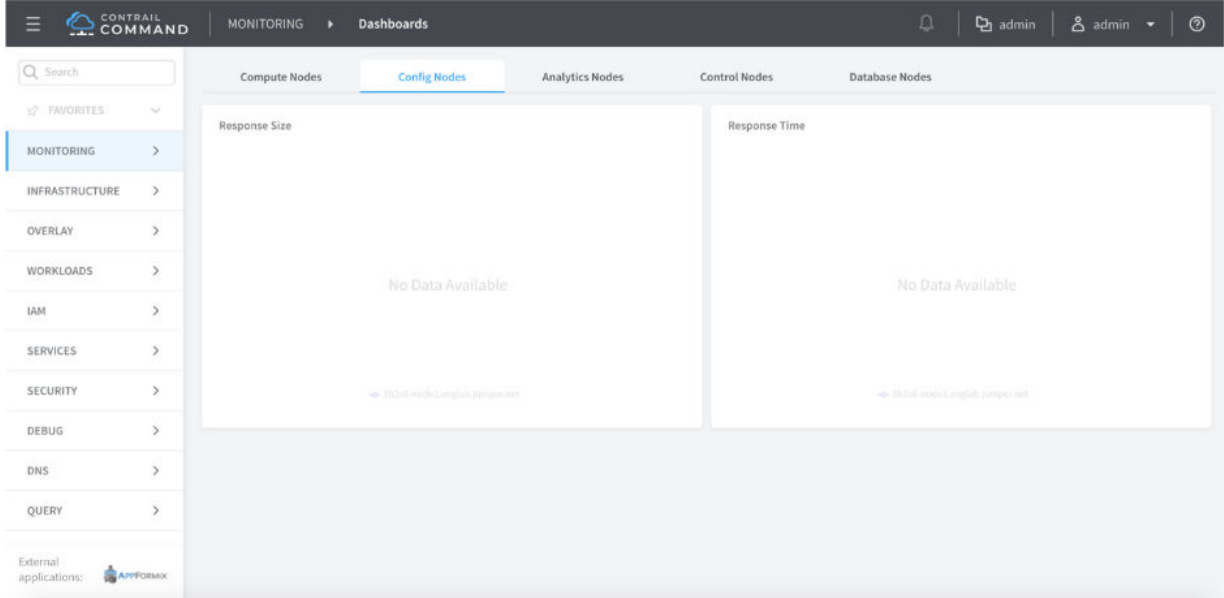 CONTRAIL
COMMAND
MONITORING
Dashboards
admin
admin
Search
FAVORITES
MONITORING
INFRASTRUCTURE
OVERLAY
WORKLOADS
IAM
SERVICES
SECURITY
DEBUG
DNS
QUERY
External
applications:
APPFORMIX
Compute Nodes
Config Nodes
Analytics Nodes
Control Nodes
Database Nodes
Response Size
No Data Available
Response Time
No Data Available